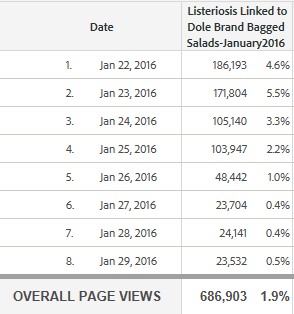 Date
Listeriosis Linked to
Dole Brand Bagged
Salads-January2016
1. Jan 22, 2016 186,193 4.6%
2. Jan 23, 2016 171,804 5.5%
3. Jan 24, 2016 105,140 3.3%
4. Jan 25, 2016 103,947 2.2%
5. Jan 26, 2016 48,442 1.0%
6. Jan 27, 2016 23,704 0.4%
7. Jan 28, 2016 24,141 0.4%
8. Jan 29, 2016 23,532 0.5%
OVERALL PAGE VIEWS 686,903 1.9%